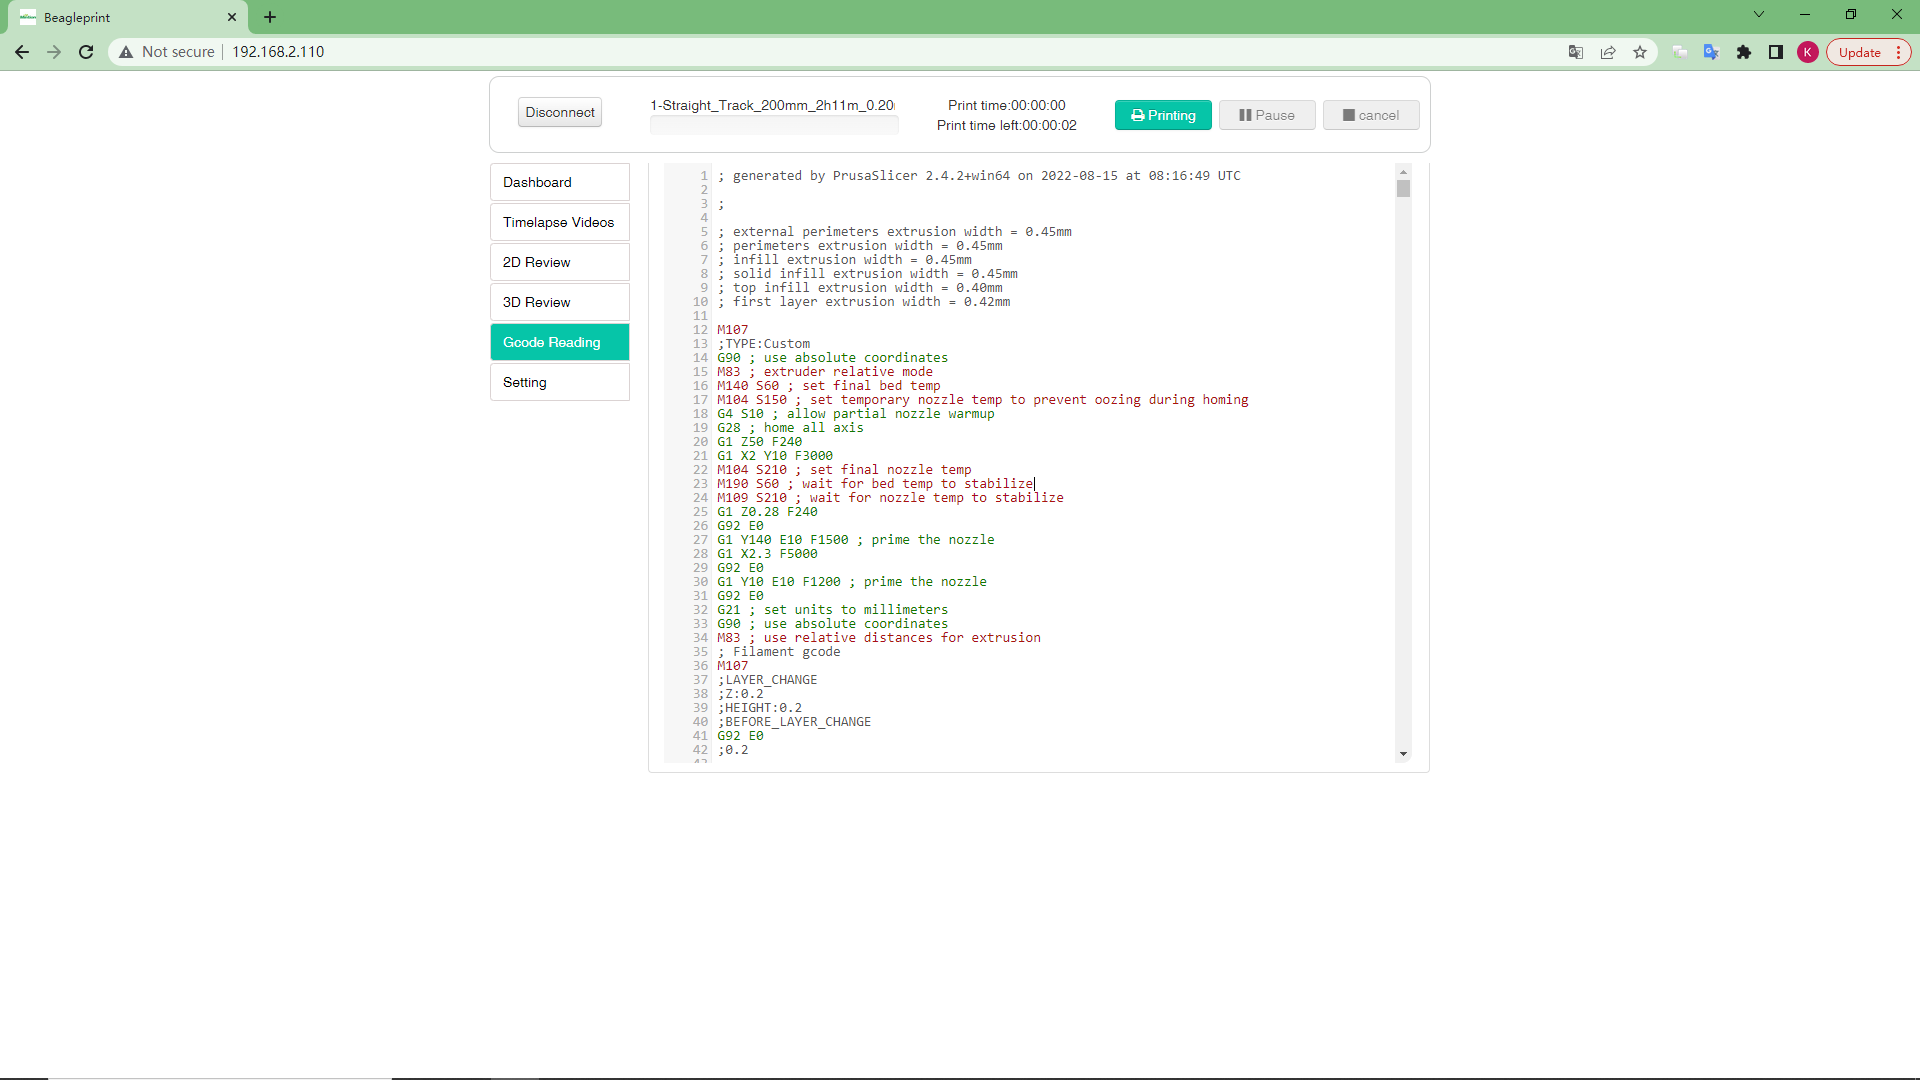 Beagleprint
Not secure | 192.168.2.110
K
Update
Disconnect
1-Straight_Track_200mm_2h11m_0.20
Print time:00:00:00
Print time left:00:00:02
Printing
Pause
cancel
Dashboard
Timelapse Videos
2D Review
3D Review
Gcode Reading
Setting
1 ; generated by PrusaSlicer 2.4.2+win64 on 2022-08-15 at 08:16:49 UTC
2
3 ;
4
5 ; external perimeters extrusion width = 0.45mm
6 ; perimeters extrusion width = 0.45mm
7 ; infill extrusion width = 0.45mm
8 ; solid infill extrusion width = 0.45mm
9 ; top infill extrusion width = 0.40mm
10 ; first layer extrusion width = 0.42mm
11
12 M107
13 ;TYPE:Custom
14 G90 ; use absolute coordinates
15 M83 ; extruder relative mode
16 M140 S60 ; set final bed temp
17 M104 S150 ; set temporary nozzle temp to prevent oozing during homing
18 G4 S10 ; allow partial nozzle warmup
19 G28 ; home all axis
20 G1 Z50 F240
21 G1 X2 Y10 F3000
22 M104 S210 ; set final nozzle temp
23 M190 S60 ; wait for bed temp to stabilize
24 M109 S210 ; wait for nozzle temp to stabilize
25 G1 Z0.28 F240
26 G92 E0
27 G1 Y140 E10 F1500 ; prime the nozzle
28 G1 X2.3 F5000
29 G92 E0
30 G1 Y10 E10 F1200 ; prime the nozzle
31 G92 E0
32 G21 ; set units to millimeters
33 G90 ; use absolute coordinates
34 M83 ; use relative distances for extrusion
35 ; Filament gcode
36 M107
37 ;LAYER_CHANGE
38 ;Z:0.2
39 ;HEIGHT:0.2
40 ;BEFORE_LAYER_CHANGE
41 G92 E0
42 ;0.2